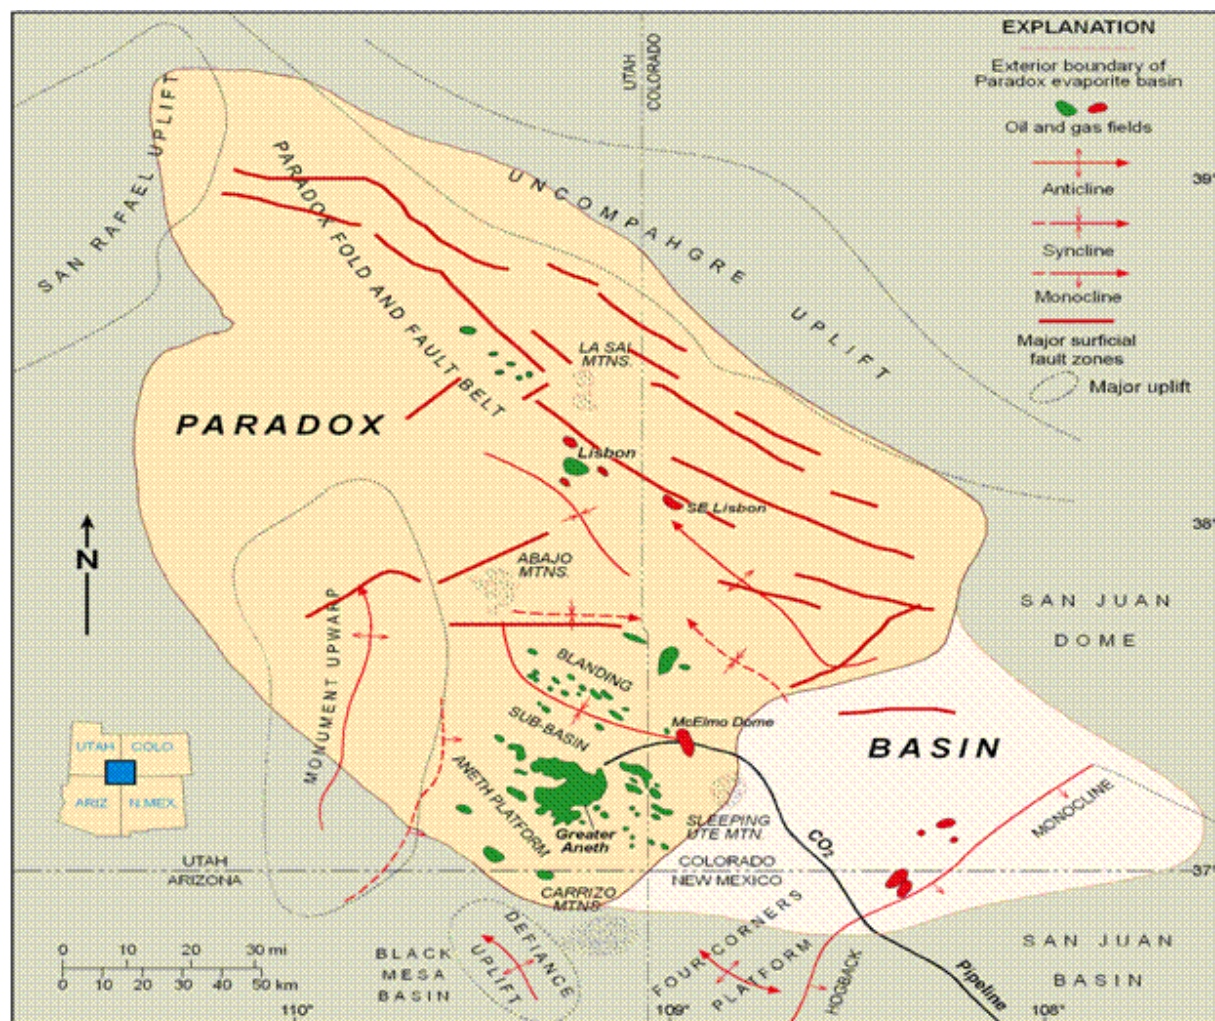 EXPLANATION
Exterior boundary of
Paradox evaporite basin
Oil and gas fields
Anticline
Syncline
Monocline
Major surficial
fault zones
Major uplift
UTAH
COLORADO
39°
SAN RAFAEL UPLIFT
PARADOX FOLD AND FAULT BELT
UNCOMPAHGRE UPLIFT
LA SAL
MTNS.
PARADOX
Lisbon
SE Lisbon
38°
N
ABAJO
MTNS.
SAN JUAN
DOME
MONUMENT UPWARP
BLANDING
SUB-BASIN
McElmo Dome
BASIN
UTAH
COLO.
ARIZ
N.MEX.
ANETH PLATFORM
Greater
Aneth
SLEEPING
UTE MTN.
CO2
MONOCLINE
UTAH
ARIZONA
COLORADO
NEW MEXICO
37°
CARRIZO
MTNS.
FOUR CORNERS
PLATFORM
HOGBACK
DEFIANCE
UPLIFT
BLACK
MESA
BASIN
SAN JUAN
BASIN
Pipeline
0 10 20 30 mi
0 10 20 30 40 50 km
110°
109°
108°